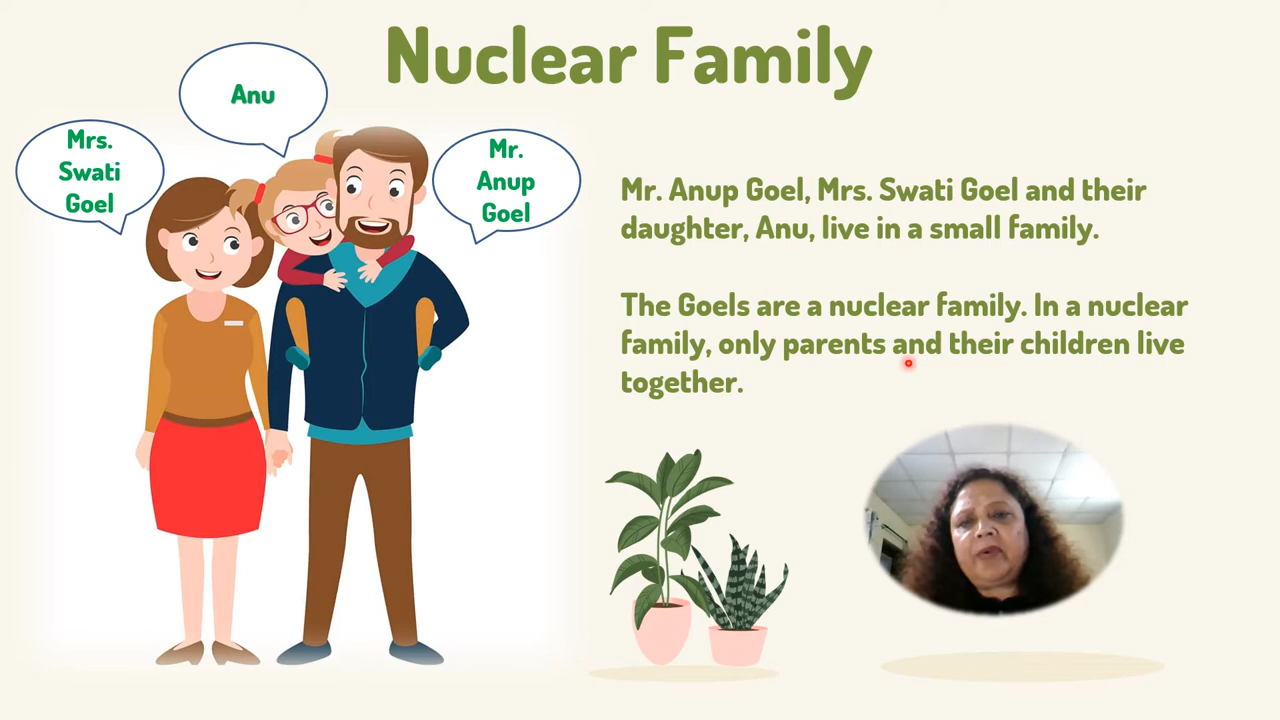 Nuclear Family
Anu
Mrs.
Swati
Goel
Mr.
Anup
Goel
Mr. Anup Goel, Mrs. Swati Goel and their
daughter, Anu, live in a small family.
The Goels are a nuclear family. In a nuclear
family, only parents and their children live
together.